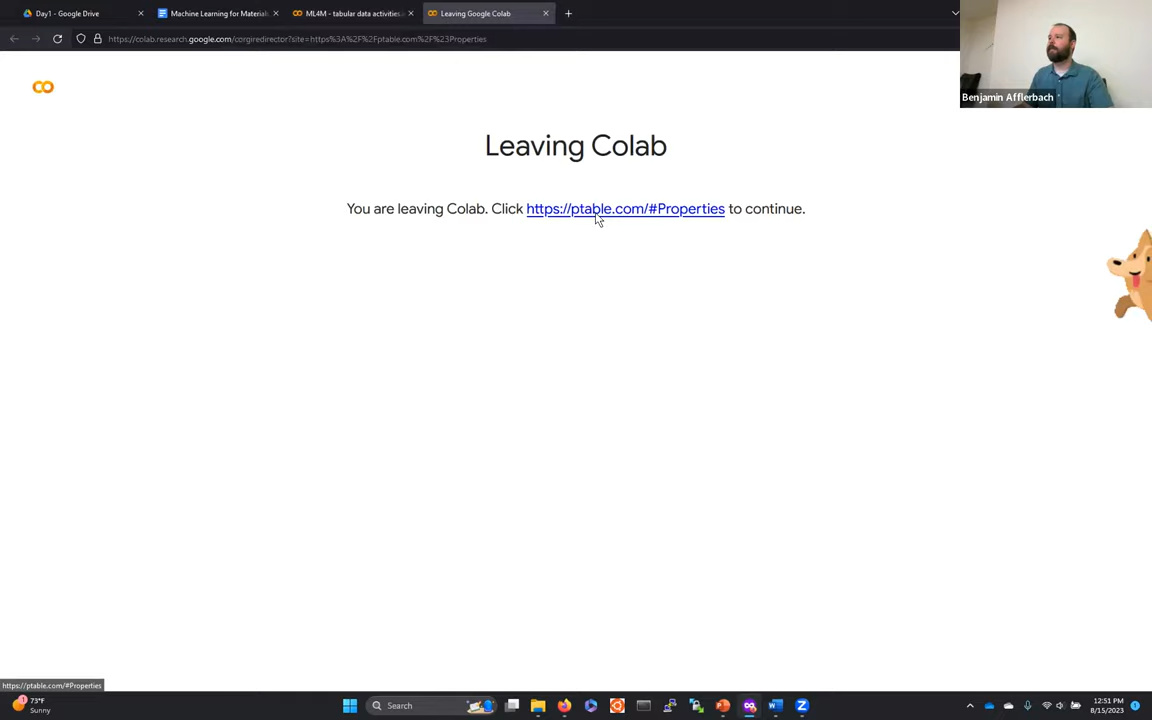 Day1 - Google Drive
Machine Learning for Material
ML4M - tabular data activities
Leaving Google Colab
https://colab.research.google.com/corgiredirector?site=https%3A%2F%2Fptable.com%2F%23Properties
Benjamin Afflerbach
Leaving Colab
You are leaving Colab. Click https://ptable.com/#Properties to continue.
https://ptable.com/#Properties
1
73°F
Sunny
Search
12:51 PM
8/15/2023